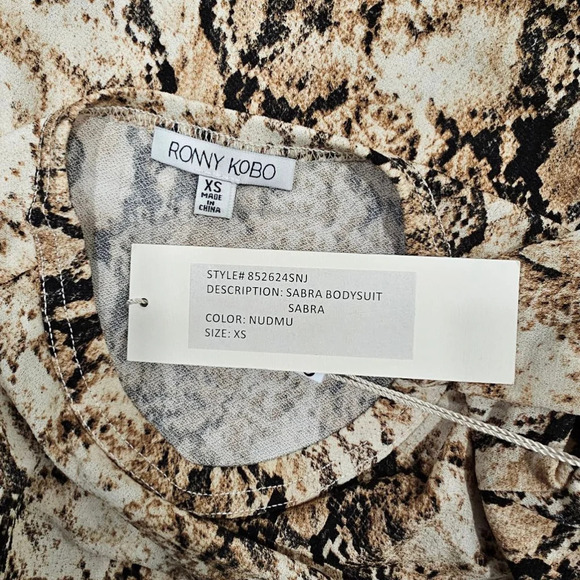 RONNY KOBO
XS
MADE
IN
CHINA
STYLE# 852624SNJ
DESCRIPTION: SABRA BODYSUIT
SABRA
COLOR: NUDMU
SIZE: XS